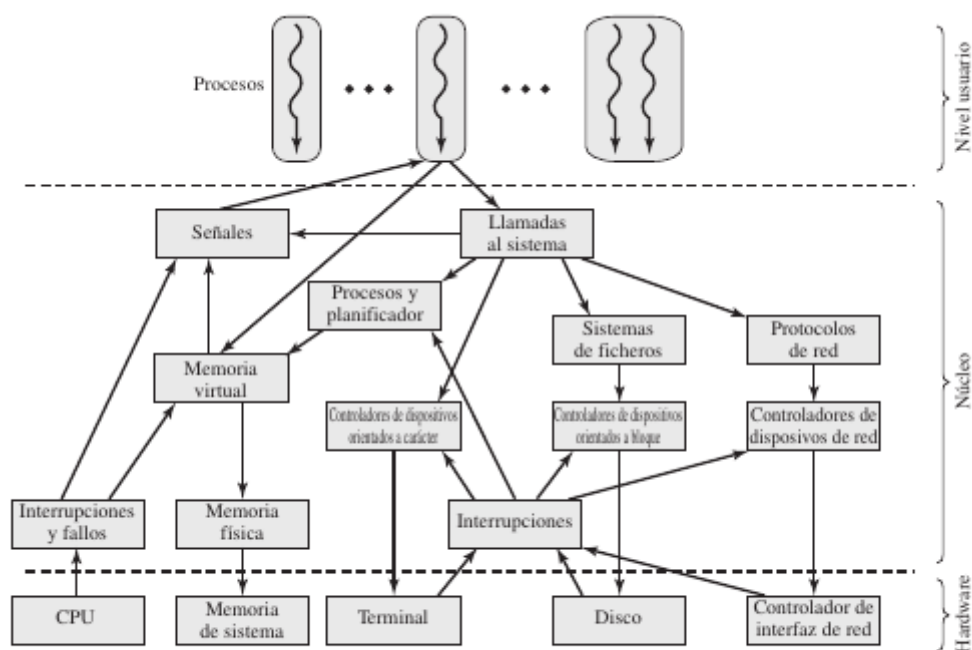 Procesos
Nivel usuario
Señales
Llamadas
al sistema
Procesos y
planificador
Sistemas
de ficheros
Protocolos
de red
Memoria
virtual
Núcleo
Controladores de dispositivos
orientados a carácter
Controladores de dispositivos
orientados a bloque
Controladores de
disposivos de red
Interrupciones
y fallos
Memoria
física
Interrupciones
CPU
Memoria
de sistema
Terminal
Disco
Controlador de
interfaz de red
Hardware